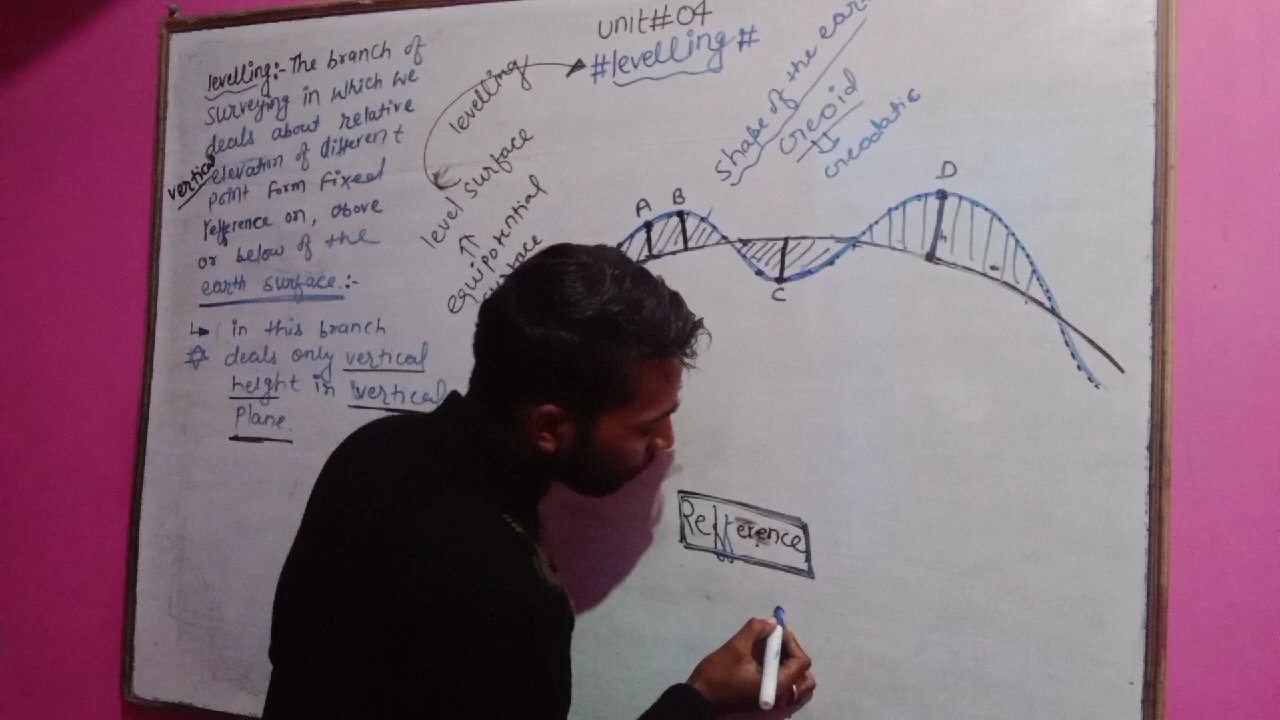 unit#04
#levelling#
levelling:- The branch of
surveying in which we
deals about relative
vertical elevation of different
point form fixed
refference on, above
or below of the
earth surface:-
in this branch
deals only vertical
height in vertical
Plane.
levelling
level surface
equipotential
surface
shape of the earth
Geoid
Geodatic
A
B
C
D
h
Refference